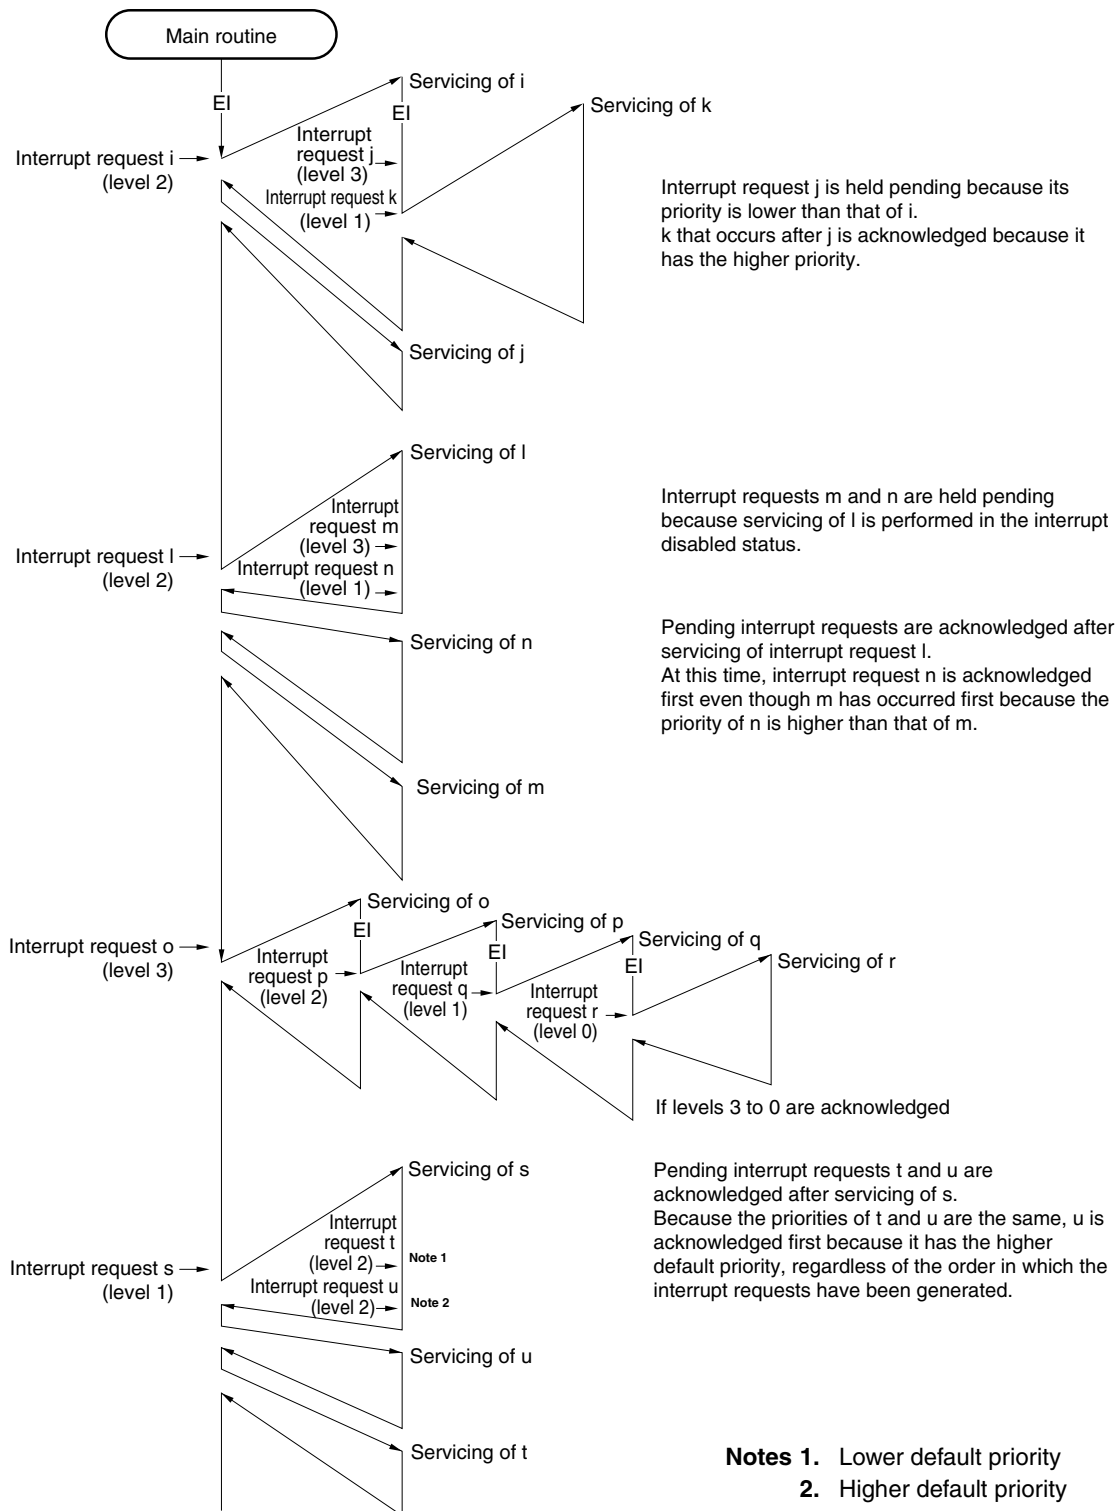 Main routine
EI
Servicing of i
EI
Servicing of k
Interrupt request i
(level 2)
Interrupt
request j
(level 3)
Interrupt request k
(level 1)
Interrupt request j is held pending because its
priority is lower than that of i.
k that occurs after j is acknowledged because it
has the higher priority.
Servicing of j
Servicing of l
Interrupt request l
(level 2)
Interrupt
request m
(level 3)
Interrupt request n
(level 1)
Interrupt requests m and n are held pending
because servicing of l is performed in the interrupt
disabled status.
Servicing of n
Pending interrupt requests are acknowledged after
servicing of interrupt request l.
At this time, interrupt request n is acknowledged
first even though m has occurred first because the
priority of n is higher than that of m.
Servicing of m
Interrupt request o
(level 3)
Servicing of o
EI
Interrupt
request p
(level 2)
Servicing of p
EI
Interrupt
request q
(level 1)
Servicing of q
EI
Interrupt
request r
(level 0)
Servicing of r
If levels 3 to 0 are acknowledged
Servicing of s
Interrupt request s
(level 1)
Interrupt
request t
(level 2)
Note 1
Interrupt request u
(level 2)
Note 2
Pending interrupt requests t and u are
acknowledged after servicing of s.
Because the priorities of t and u are the same, u is
acknowledged first because it has the higher
default priority, regardless of the order in which the
interrupt requests have been generated.
Servicing of u
Servicing of t
Notes 1. Lower default priority
2. Higher default priority